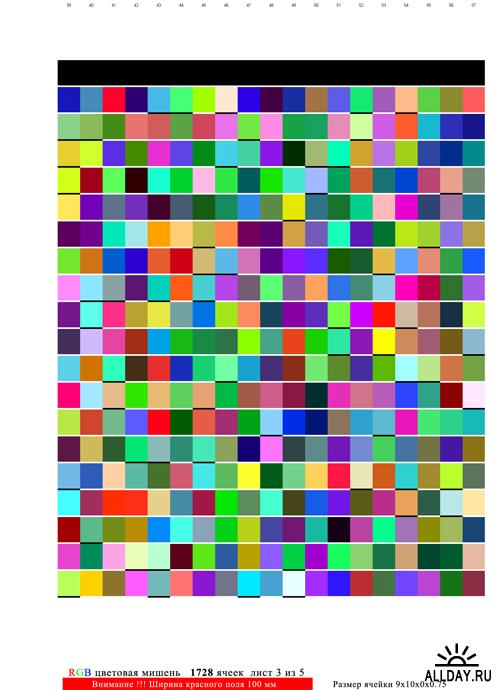 39 40 41 42 43 44 45 46 47 48 49 50 51 52 53 54 55 56 57
RGB цветовая мишень 1728 ячеек лист 3 из 5
Внимание !!! Ширина красного поля 100 мм
Размер ячейки 9x10x0x0.75
ALLDAY.RU